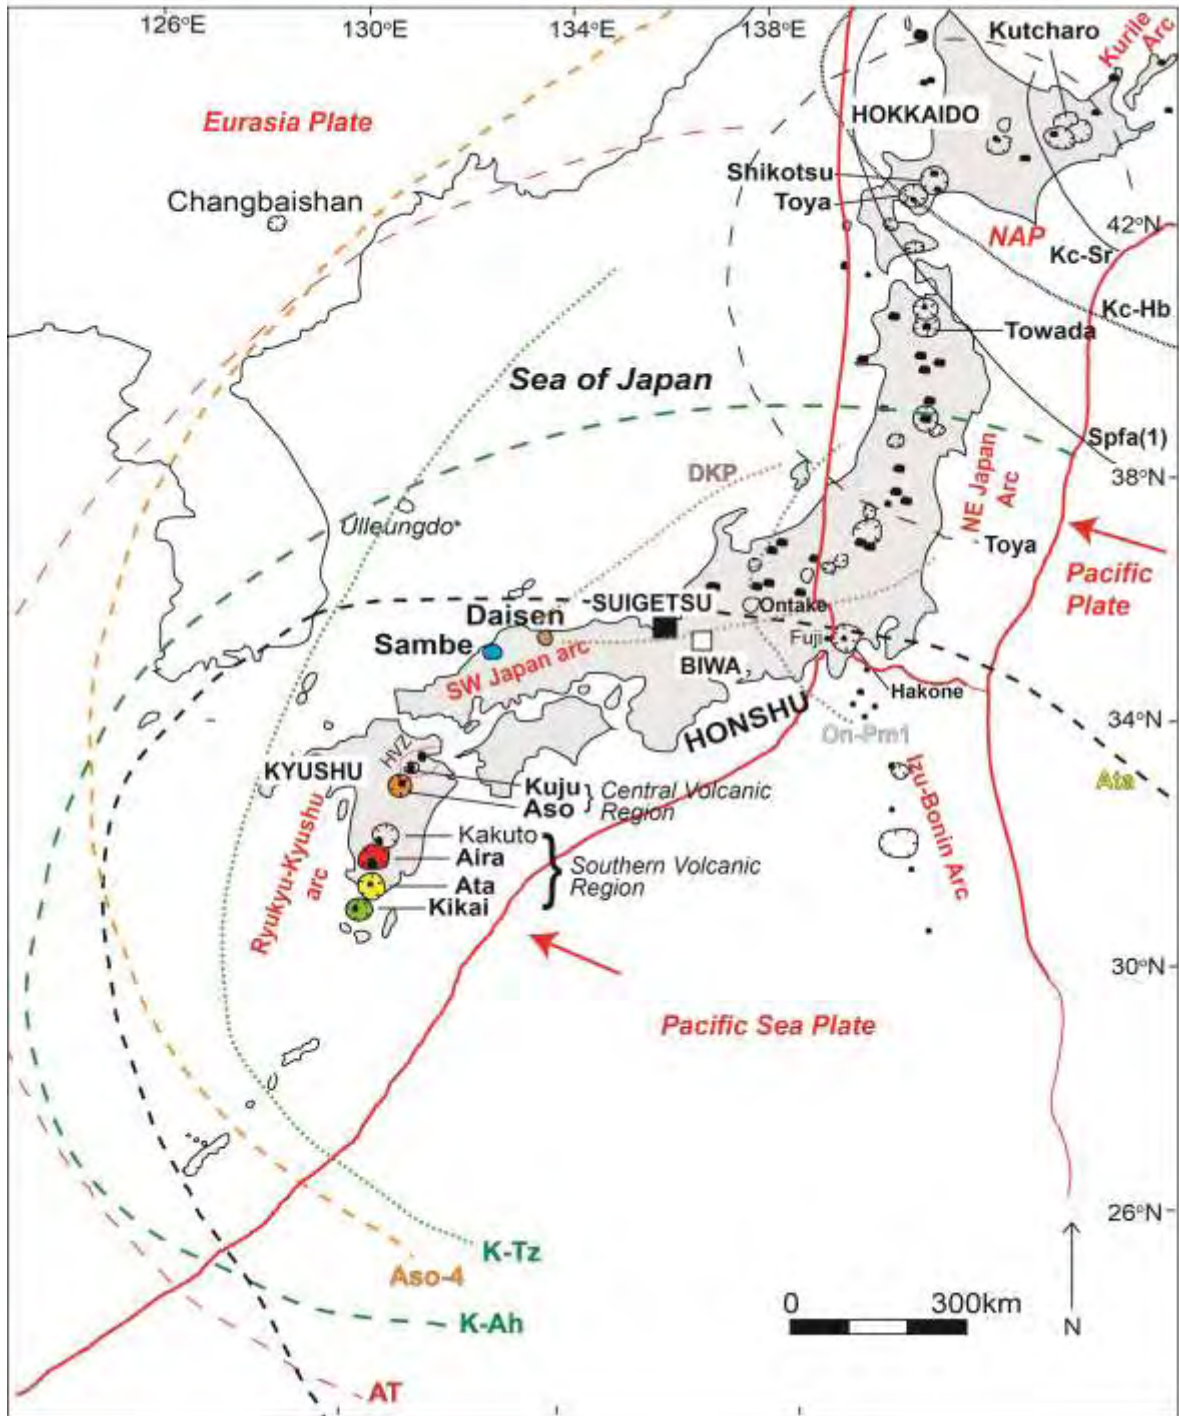 126°E
130°E
134°E
138°E
Kutcharo
Kurile
Arc
Eurasia Plate
HOKKAIDO
Changbaishan
Shikotsu
Toya
42°N
NAP
Kc-Sr
Kc-Hb
Towada
Sea of Japan
Spfa(1)
DKP
38°N
NE Japan
Arc
Ulleungdo
Toya
Pacific
Plate
SUIGETSU
Ontake
Daisen
Sambe
Fuji
SW Japan arc
BIWA
Hakone
HONSHU
34°N
On-Pm1
HVZ
KYUSHU
Ata
Kuju
Aso
Central Volcanic
Region
Izu-Bonin Arc
Kakuto
Aira
Ata
Kikai
Southern Volcanic
Region
Ryukyu-Kyushu
arc
30°N
Pacific Sea Plate
26°N
K-Tz
Aso-4
K-Ah
AT
0
300km
N